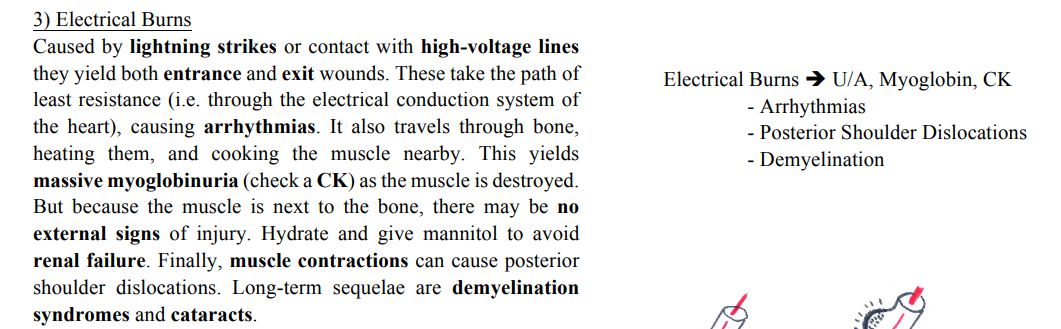 3) Electrical Burns
Caused by lightning strikes or contact with high-voltage lines
they yield both entrance and exit wounds. These take the path of
least resistance (i.e. through the electrical conduction system of
the heart), causing arrhythmias. It also travels through bone,
heating them, and cooking the muscle nearby. This yields
massive myoglobinuria (check a CK) as the muscle is destroyed.
But because the muscle is next to the bone, there may be no
external signs of injury. Hydrate and give mannitol to avoid
renal failure. Finally, muscle contractions can cause posterior
shoulder dislocations. Long-term sequelae are demyelination
syndromes and cataracts.
Electrical Burns ➔ U/A, Myoglobin, CK
- Arrhythmias
- Posterior Shoulder Dislocations
- Demyelination